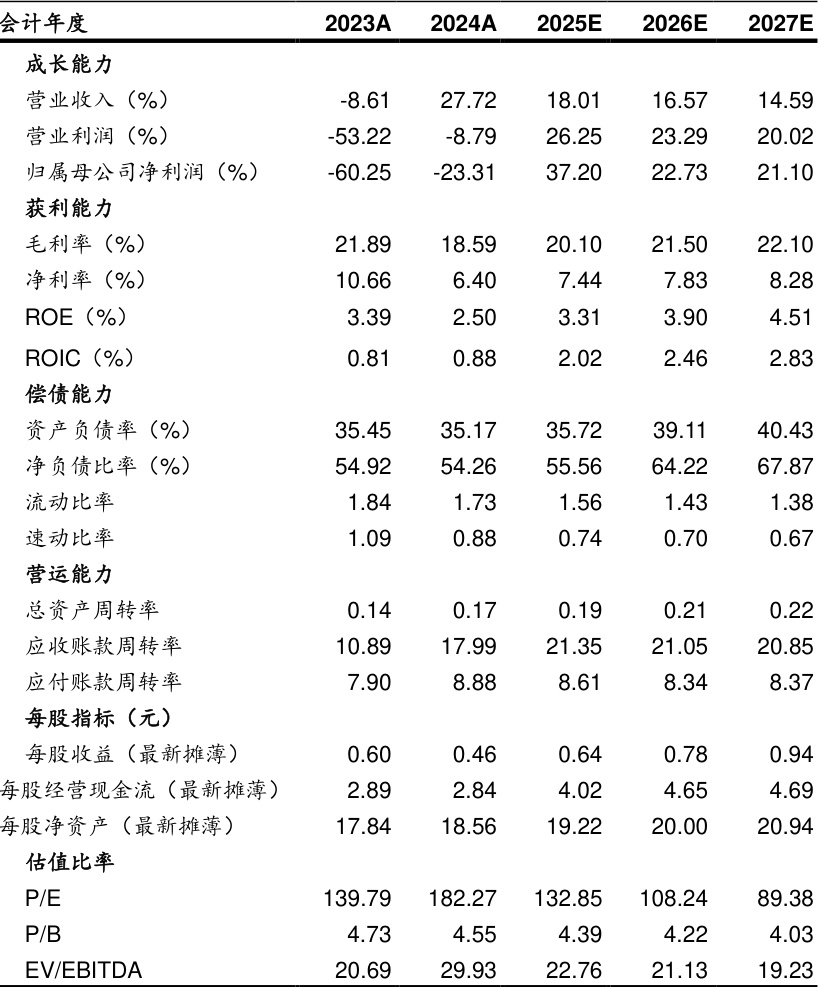 会计年度 2023A 2024A 2025E 2026E 2027E
成长能力
营业收入（%） -8.61 27.72 18.01 16.57 14.59
营业利润（%） -53.22 -8.79 26.25 23.29 20.02
归属母公司净利润（%） -60.25 -23.31 37.20 22.73 21.10
获利能力
毛利率（%） 21.89 18.59 20.10 21.50 22.10
净利率（%） 10.66 6.40 7.44 7.83 8.28
ROE（%） 3.39 2.50 3.31 3.90 4.51
ROIC（%） 0.81 0.88 2.02 2.46 2.83
偿债能力
资产负债率（%） 35.45 35.17 35.72 39.11 40.43
净负债比率（%） 54.92 54.26 55.56 64.22 67.87
流动比率 1.84 1.73 1.56 1.43 1.38
速动比率 1.09 0.88 0.74 0.70 0.67
营运能力
总资产周转率 0.14 0.17 0.19 0.21 0.22
应收账款周转率 10.89 17.99 21.35 21.05 20.85
应付账款周转率 7.90 8.88 8.61 8.34 8.37
每股指标（元）
每股收益（最新摊薄） 0.60 0.46 0.64 0.78 0.94
每股经营现金流（最新摊薄） 2.89 2.84 4.02 4.65 4.69
每股净资产（最新摊薄） 17.84 18.56 19.22 20.00 20.94
估值比率
P/E 139.79 182.27 132.85 108.24 89.38
P/B 4.73 4.55 4.39 4.22 4.03
EV/EBITDA 20.69 29.93 22.76 21.13 19.23